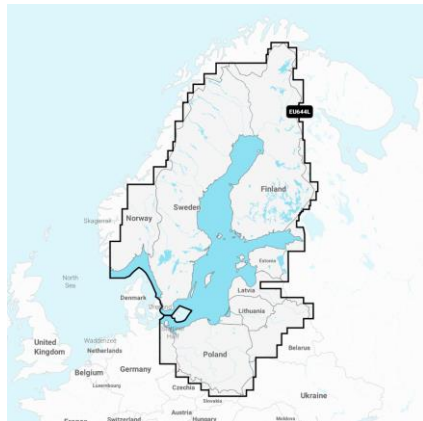 EU644L
Finland
Norway
Sweden
Skagerrak
North
Sea
Estonia
Latvia
Denmark
Lithuania
United
Kingdom
Waddenzee
Netherlands
Belarus
Poland
Germany
Belgium
Luxembourg
Czechia
Ukraine
Slovakia
Austria
Moldova
France
Switzerland
Hungary